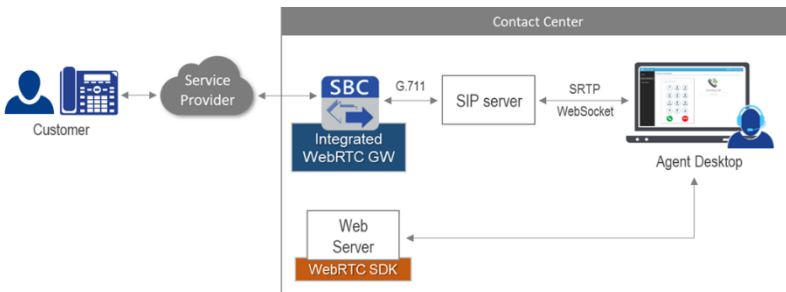 Contact Center
Customer
Service
Provider
SBC
Integrated
WebRTC GW
G.711
SIP server
SRTP
WebSocket
Agent Desktop
Web
Server
WebRTC SDK